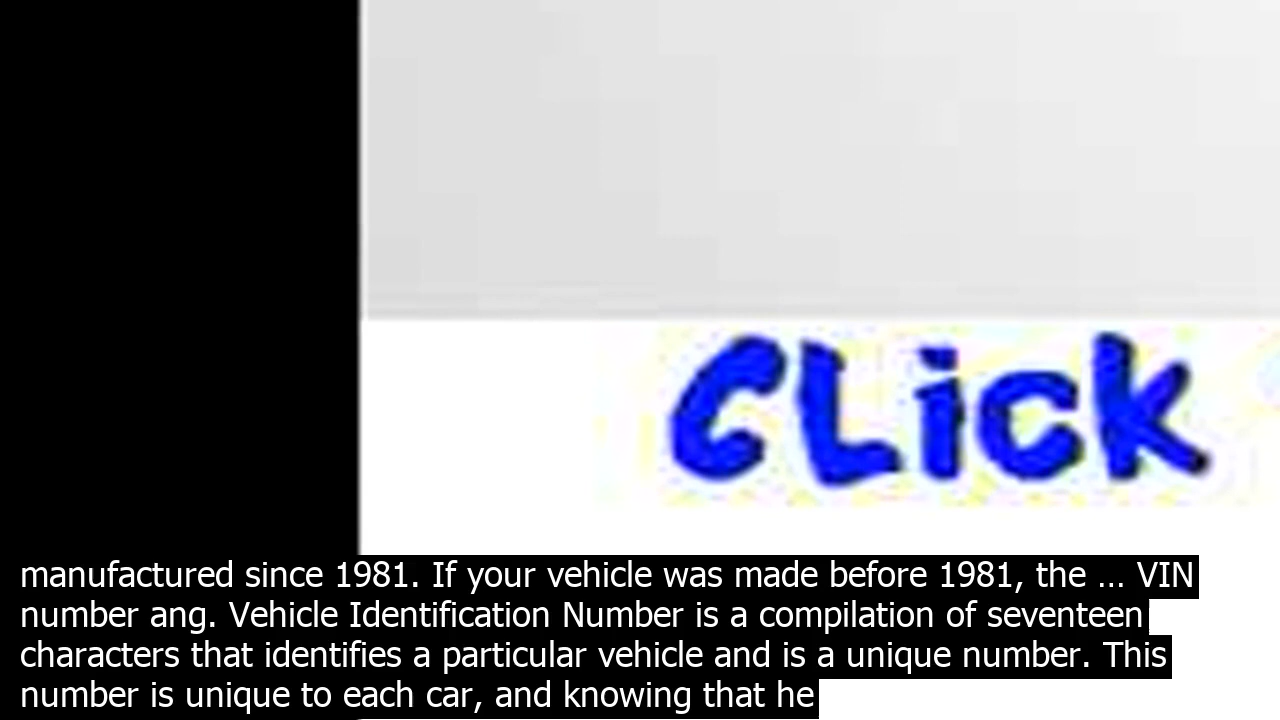 CLick
manufactured since 1981. If your vehicle was made before 1981, the ... VIN
number ang. Vehicle Identification Number is a compilation of seventeen
characters that identifies a particular vehicle and is a unique number. This
number is unique to each car, and knowing that he